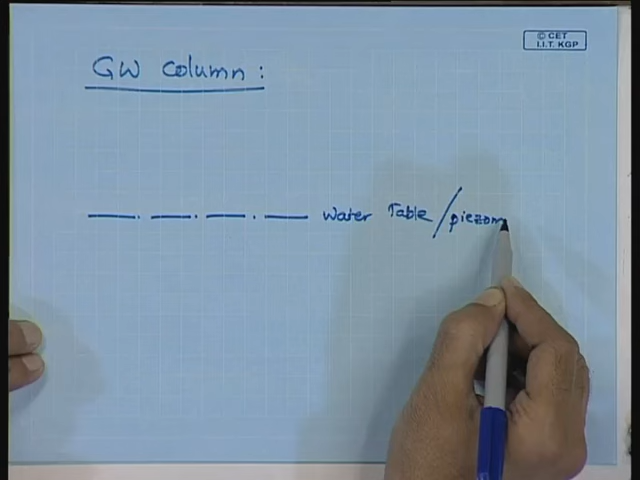 © CET
I.I.T. KGP
GW Column :
Water Table / piezom